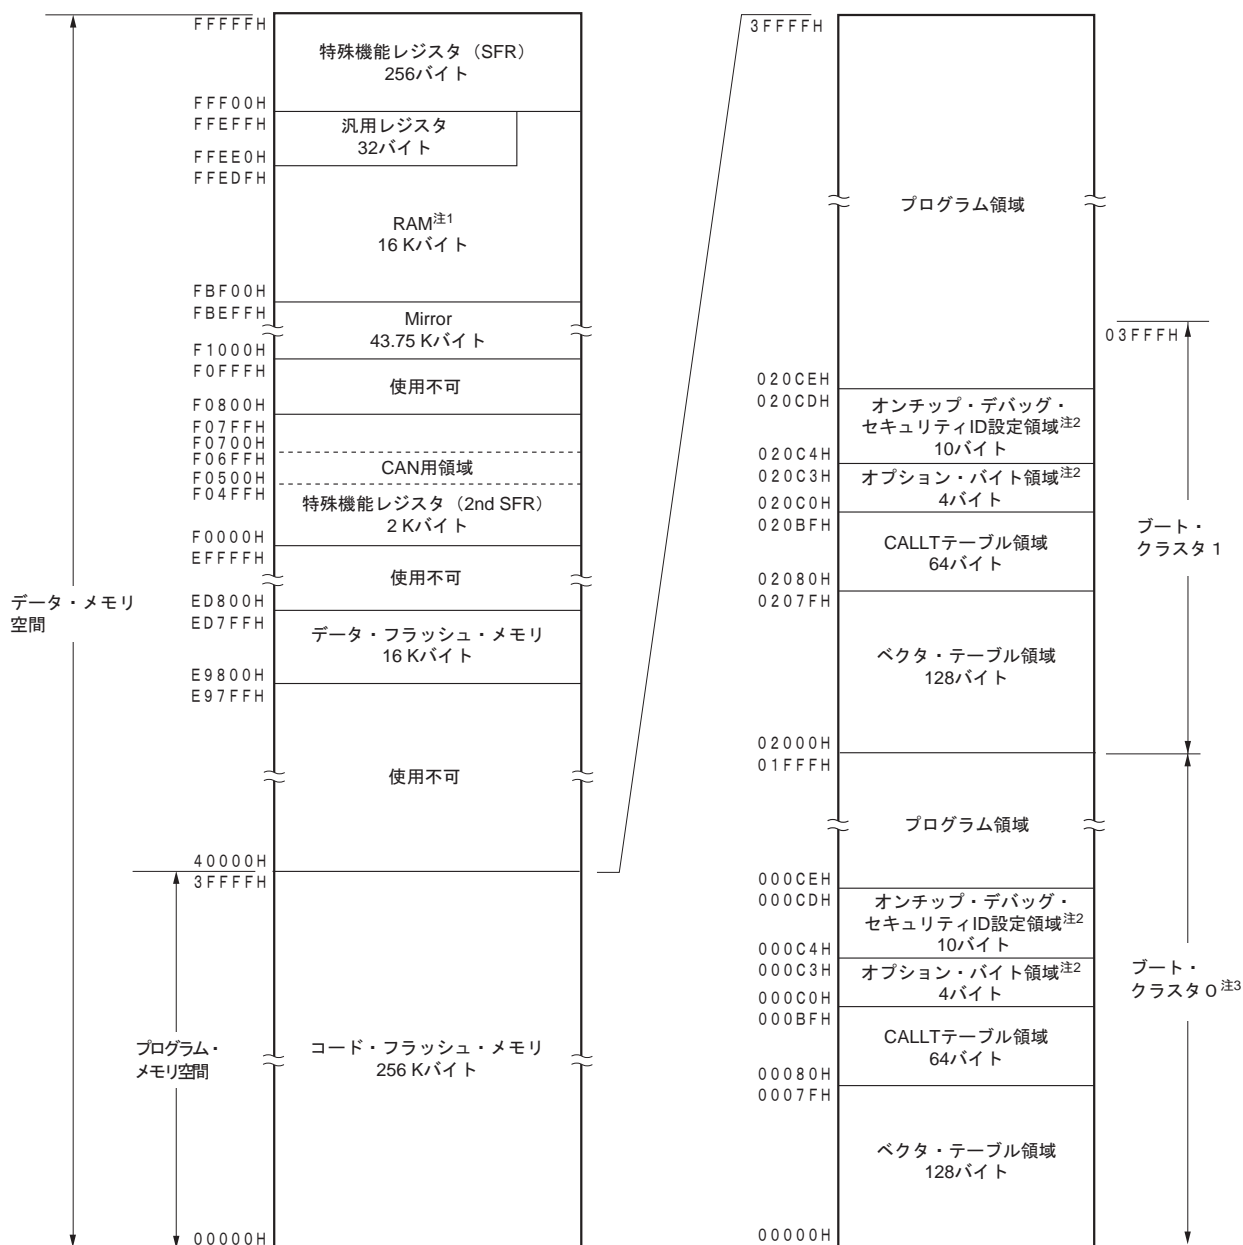 FFFFFH
特殊機能レジスタ（SFR）
256バイト
FFF00H
FFEFFH
汎用レジスタ
32バイト
FFEE0H
FFEDFH
RAM注1
16 Kバイト
FBF00H
FBEFFH
Mirror
43.75 Kバイト
F1000H
F0FFFH
使用不可
F0800H
F07FFH
F0700H
F06FFH
CAN用領域
F0500H
F04FFH
特殊機能レジスタ（2nd SFR）
2 Kバイト
F0000H
EFFFFH
使用不可
ED800H
ED7FFH
データ・フラッシュ・メモリ
16 Kバイト
E9800H
E97FFH
使用不可
40000H
3FFFFH
コード・フラッシュ・メモリ
256 Kバイト
00000H
データ・メモリ
空間
プログラム・
メモリ空間
3FFFFH
プログラム領域
03FFFH
020CEH
020CDH
オンチップ・デバッグ・
セキュリティID設定領域注2
10バイト
020C4H
020C3H
オプション・バイト領域注2
4バイト
020C0H
020BFH
CALLTテーブル領域
64バイト
02080H
0207FH
ベクタ・テーブル領域
128バイト
02000H
01FFFH
ブート・
クラスタ1
プログラム領域
000CEH
000CDH
オンチップ・デバッグ・
セキュリティID設定領域注2
10バイト
000C4H
000C3H
オプション・バイト領域注2
4バイト
000C0H
000BFH
CALLTテーブル領域
64バイト
00080H
0007FH
ベクタ・テーブル領域
128バイト
00000H
ブート・
クラスタ0注3